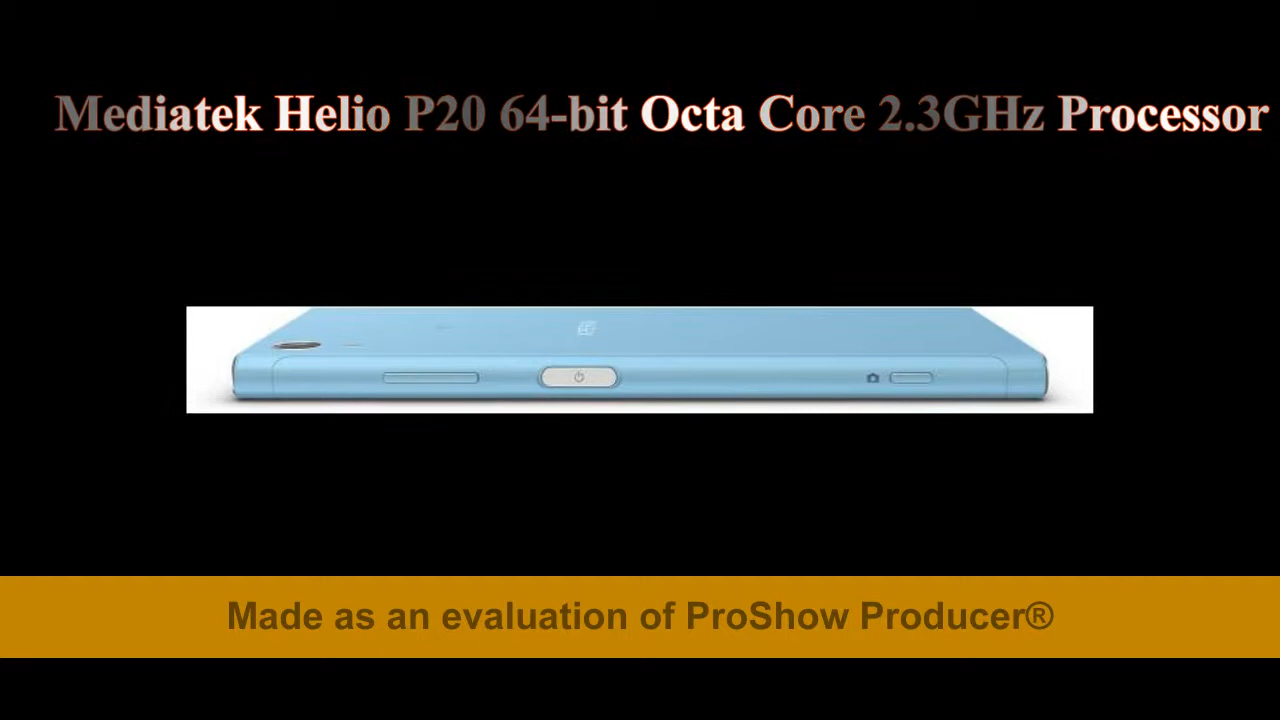 Mediatek Helio P20 64-bit Octa Core 2.3GHz Processor
Made as an evaluation of ProShow Producer®